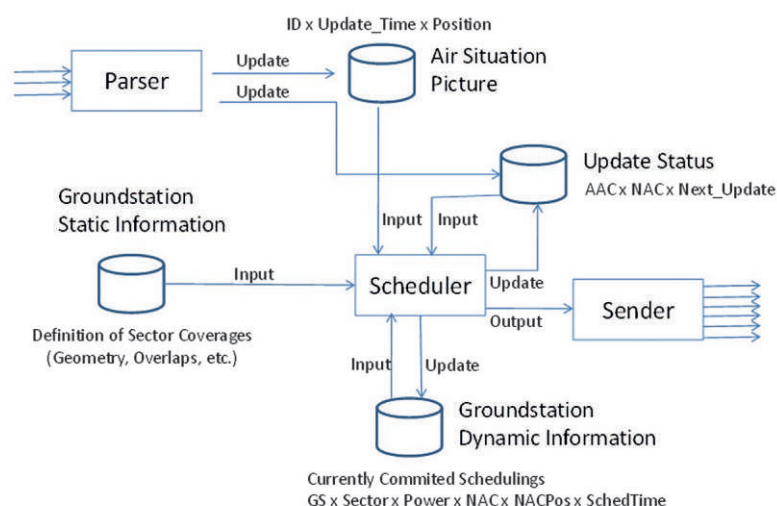 ID x Update_Time x Position
Parser
Update
Update
Air Situation
Picture
Update Status
AAC x NAC x Next_Update
Groundstation
Static Information
Input
Input
Input
Scheduler
Update
Output
Sender
Definition of Sector Coverages
(Geometry, Overlaps, etc.)
Input
Update
Groundstation
Dynamic Information
Currently Commited Schedulings
GS x Sector x Power x NAC x NACPos x SchedTime